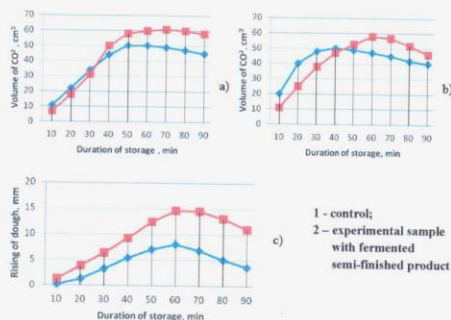 Volume of CO², cm³
70
60
50
40
30
20
10
0
10 20 30 40 50 60 70 80 90
Duration of storage , min
a)
Volume of CO², cm³
70
60
50
40
30
20
10
0
10 20 30 40 50 60 70 80 90
Duration of storage, min
b)
Rising of dough, mm
20
15
10
5
0
10 20 30 40 50 60 70 80 90
Duration of storage, min
c)
1 - control;
2 – experimental sample
with fermented
semi-finished product